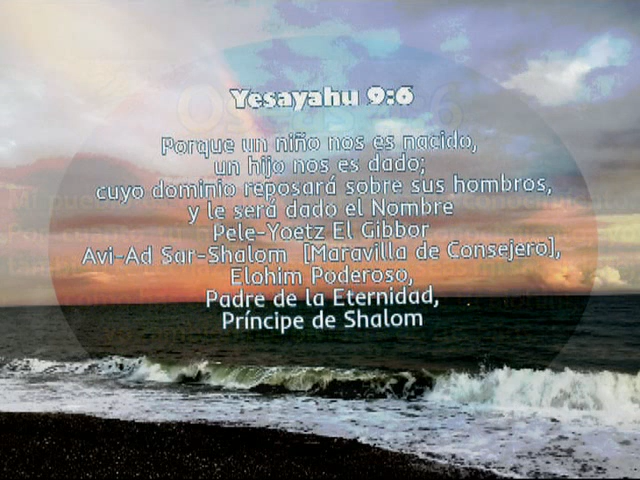 Yesayahu 9:6
Porque un niño nos es nacido,
un hijo nos es dado;
cuyo dominio reposará sobre sus hombros,
y le será dado el Nombre
Pele-Yoetz El Gibbor
Avi-Ad Sar-Shalom [Maravilla de Consejero],
Elohim Poderoso,
Padre de la Eternidad,
Príncipe de Shalom